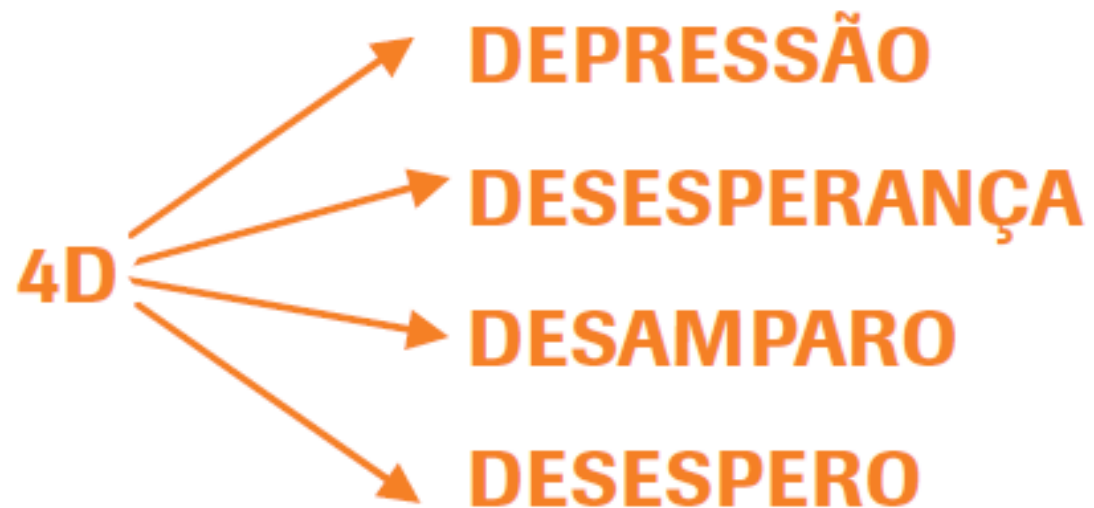 4D
DEPRESSÃO
DESESPERANÇA
DESAMPARO
DESESPERO